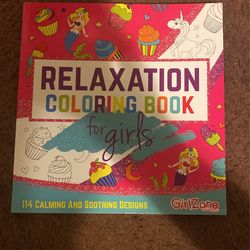 RELAXATION
COLORING BOOK
for girls
114 CALMING AND SOOTHING DESIGNS
GirlZone